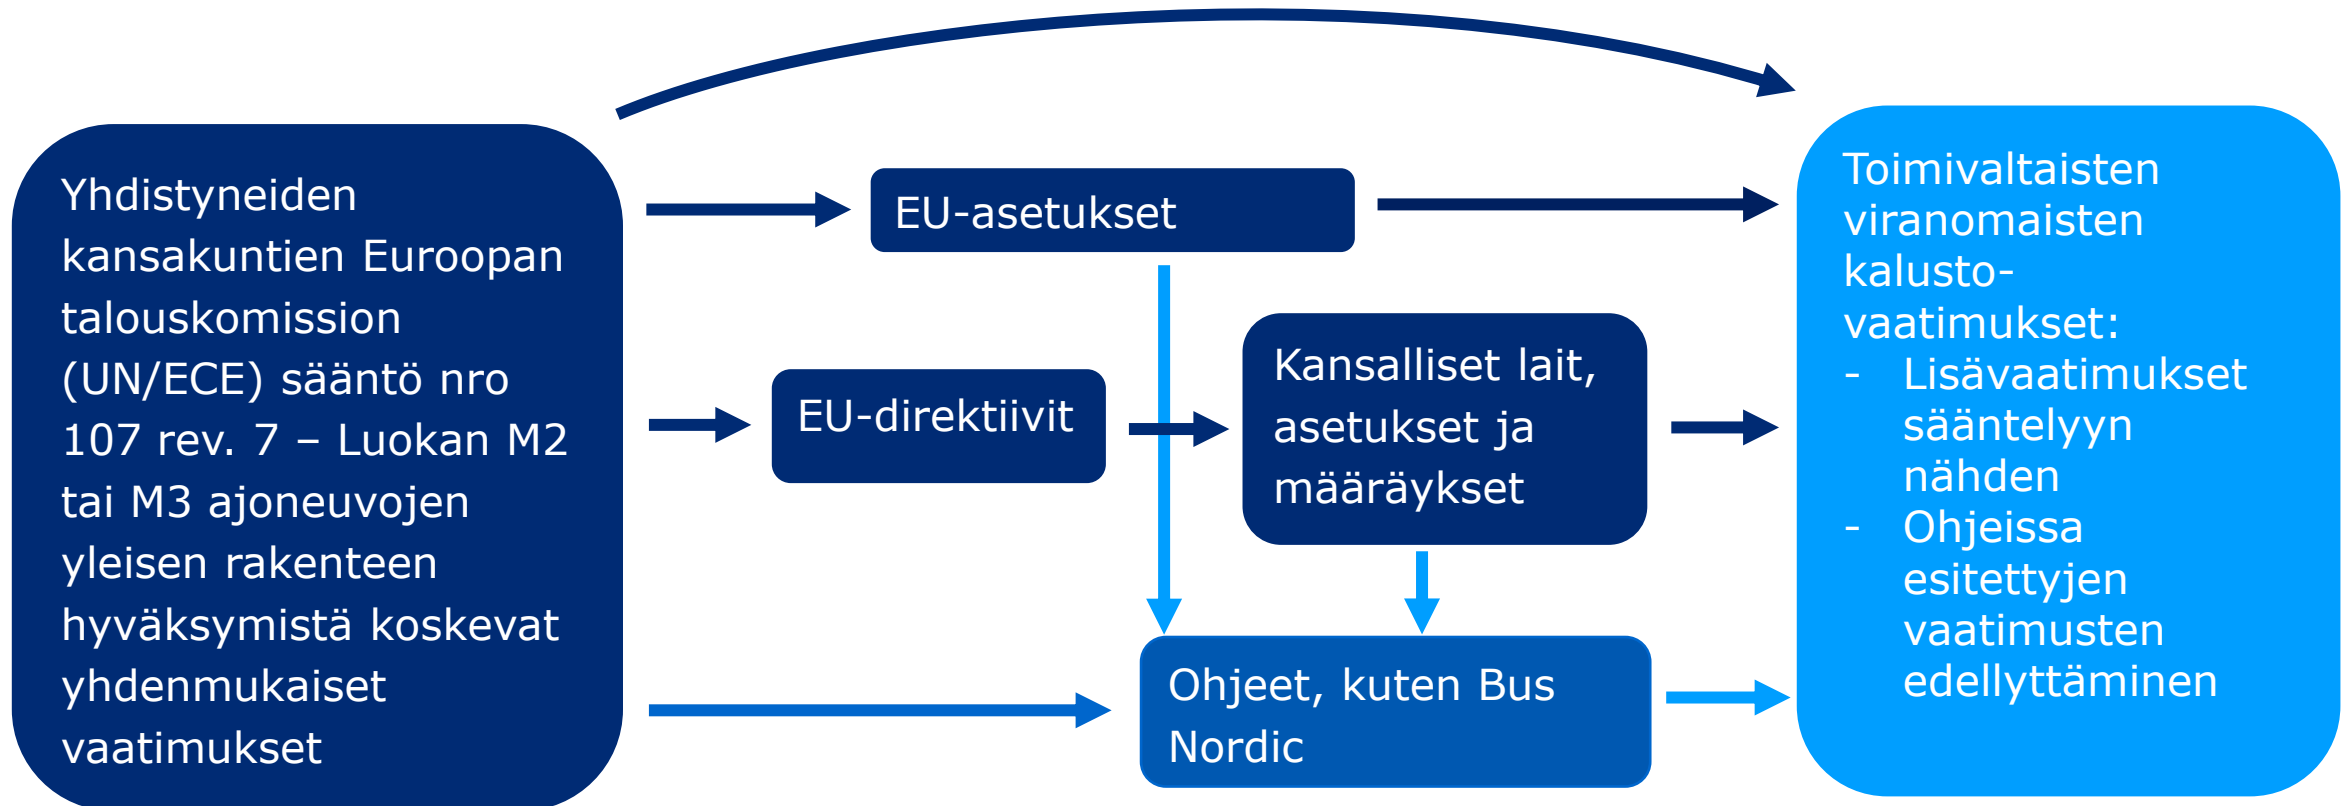 Yhdistyneiden
kansakuntien Euroopan
talouskomission
(UN/ECE) sääntö nro
107 rev. 7 – Luokan M2
tai M3 ajoneuvojen
yleisen rakenteen
hyväksymistä koskevat
yhdenmukaiset
vaatimukset
EU-asetukset
EU-direktiivit
Kansalliset lait,
asetukset ja
määräykset
Ohjeet, kuten Bus
Nordic
Toimivaltaisten
viranomaisten
kalusto-
vaatimukset:
- Lisävaatimukset
sääntelyyn
nähden
- Ohjeissa
esitettyjen
vaatimusten
edellyttäminen